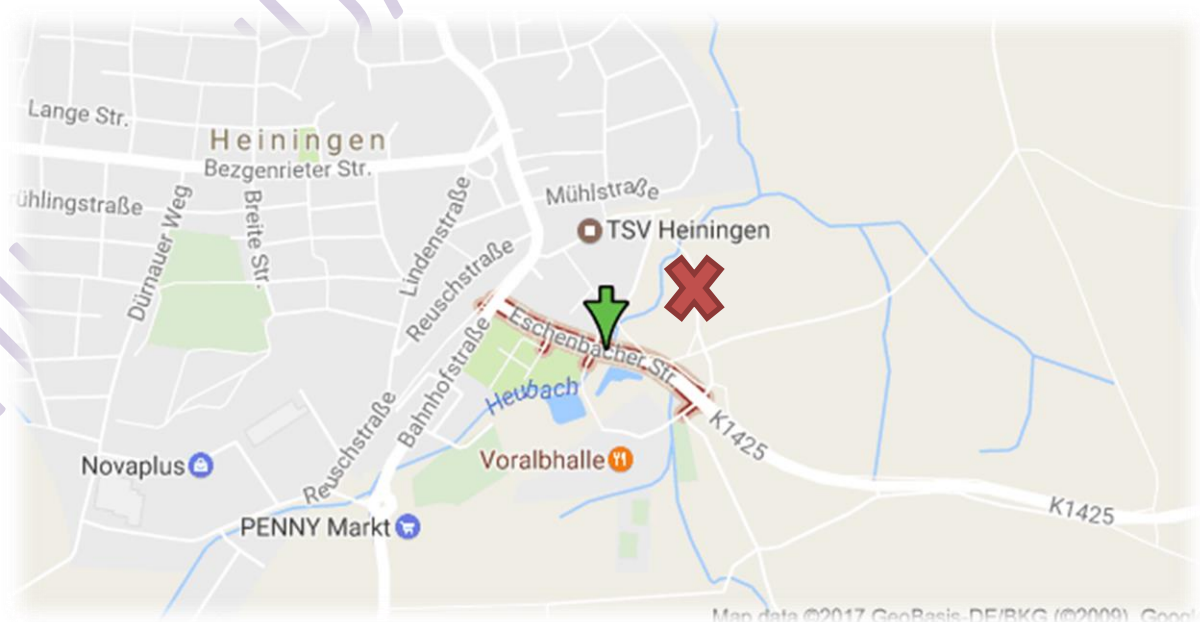 Lange Str.
Heiningen
Bezgenrieter Str.
ühlingstraße
Dürnauer Weg
Breite Str.
Lindenstraße
Mühlstraße
TSV Heiningen
Reuschstraße
Eschenbacher Str.
Bahnhofstraße
Heubach
K1425
Reuschstraße
Novaplus
Voralbhalle
PENNY Markt
K1425
Map data ©2017 GeoBasis-DE/BKG (©2009), Googl